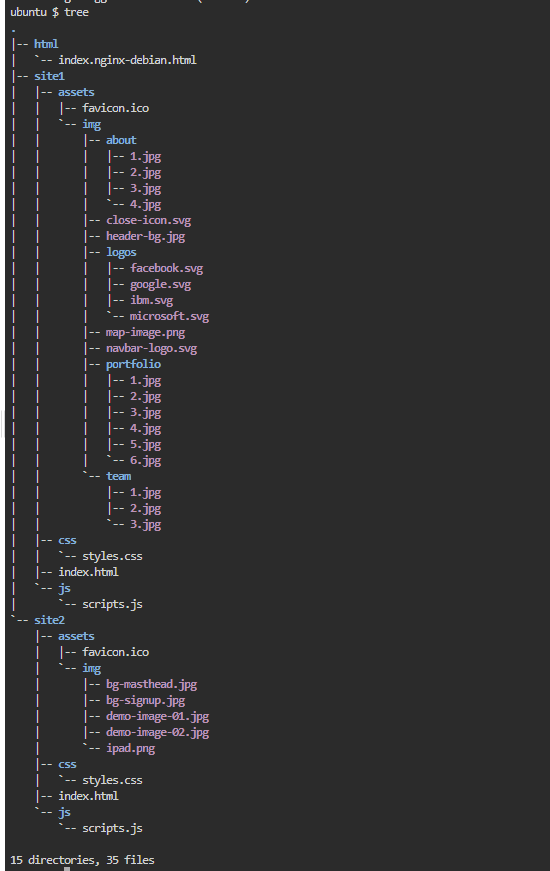 ubuntu $ tree
.
|-- html
|   `-- index.nginx-debian.html
|-- site1
|   |-- assets
|   |   |-- favicon.ico
|   |   `-- img
|   |       |-- about
|   |       |   |-- 1.jpg
|   |       |   |-- 2.jpg
|   |       |   |-- 3.jpg
|   |       |   `-- 4.jpg
|   |       |-- close-icon.svg
|   |       |-- header-bg.jpg
|   |       |-- logos
|   |       |   |-- facebook.svg
|   |       |   |-- google.svg
|   |       |   |-- ibm.svg
|   |       |   `-- microsoft.svg
|   |       |-- map-image.png
|   |       |-- navbar-logo.svg
|   |       |-- portfolio
|   |       |   |-- 1.jpg
|   |       |   |-- 2.jpg
|   |       |   |-- 3.jpg
|   |       |   |-- 4.jpg
|   |       |   |-- 5.jpg
|   |       |   `-- 6.jpg
|   |       `-- team
|   |           |-- 1.jpg
|   |           |-- 2.jpg
|   |           `-- 3.jpg
|   |-- css
|   |   `-- styles.css
|   |-- index.html
|   `-- js
|       `-- scripts.js
`-- site2
    |-- assets
    |   |-- favicon.ico
    |   `-- img
    |       |-- bg-masthead.jpg
    |       |-- bg-signup.jpg
    |       |-- demo-image-01.jpg
    |       |-- demo-image-02.jpg
    |       `-- ipad.png
    |-- css
    |   `-- styles.css
    |-- index.html
    `-- js
        `-- scripts.js

15 directories, 35 files